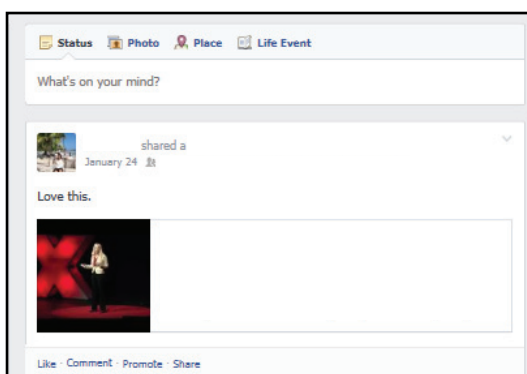 Status Photo Place Life Event
What's on your mind?
shared a
January 24
Love this.
Like · Comment · Promote · Share